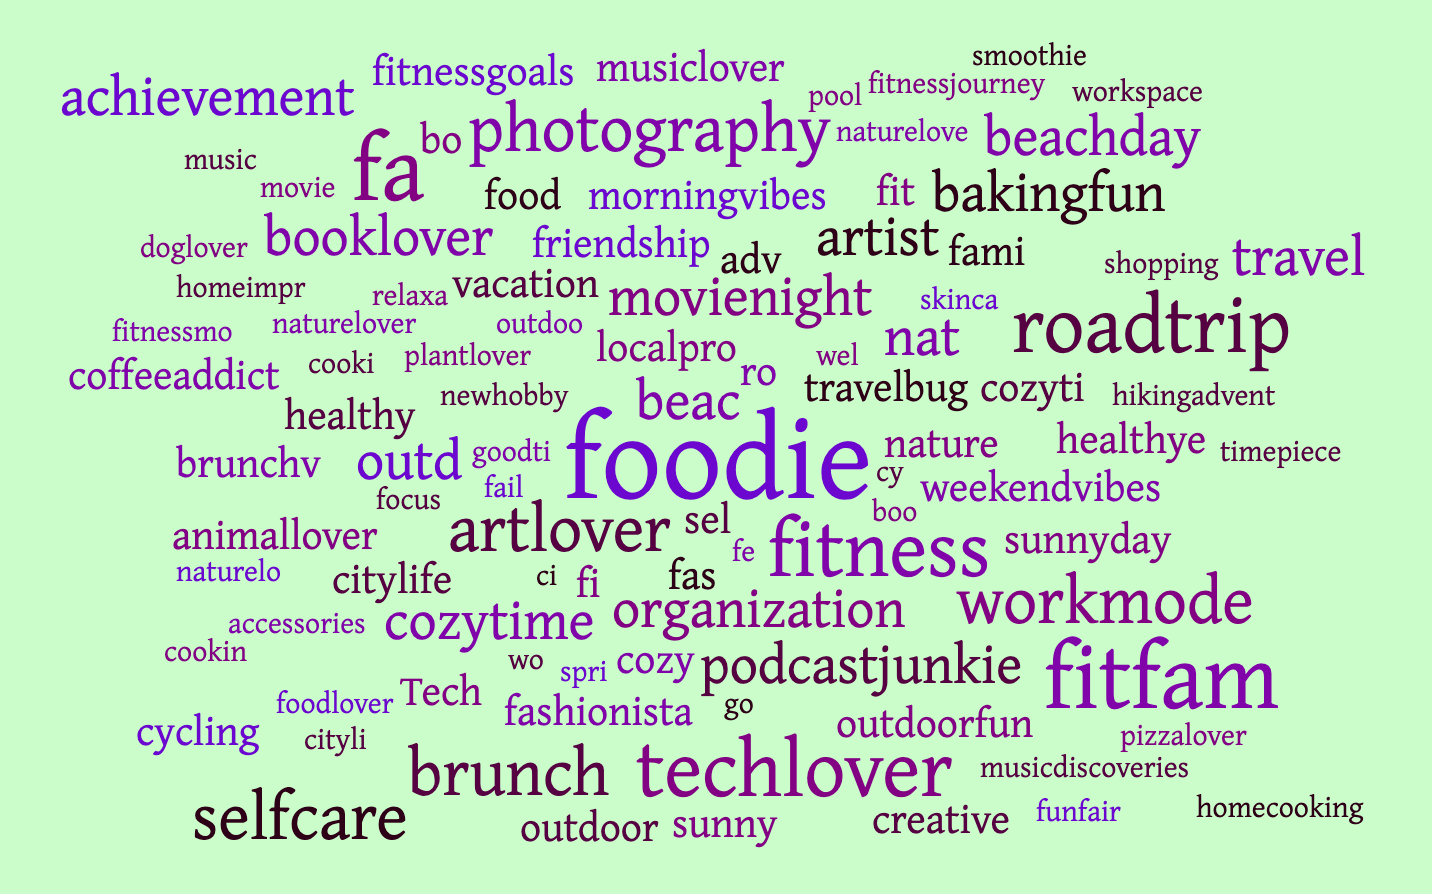 smoothie
fitnessgoals musiclover
achievement pool fitnessjourney workspace
photography naturelove beachday
music fa bo
movie food morningvibes fit bakingfun
doglover booklover friendship adv artist fami shopping travel
homeimpr relaxa vacation movienight skinca
fitnessmo naturelover outdoo nat roadtrip
coffeeaddict cooki plantlover localpro ro wel
newhobby beac travelbug cozyti hikingadvent
healthy
brunchv outd goodti foodie nature healthye timepiece
focus fail cy weekendvibes
boo
animallover artlover sel fe fitness sunnyday
naturelo citylife ci fi fas
accessories cozytime organization workmode
cookin wo spri cozy podcastjunkie fitfam
foodlover Tech fashionista go
cycling cityli outdoorfun pizzalover
brunch techlover musicdiscoveries
selfcare outdoor sunny creative funfair homecooking